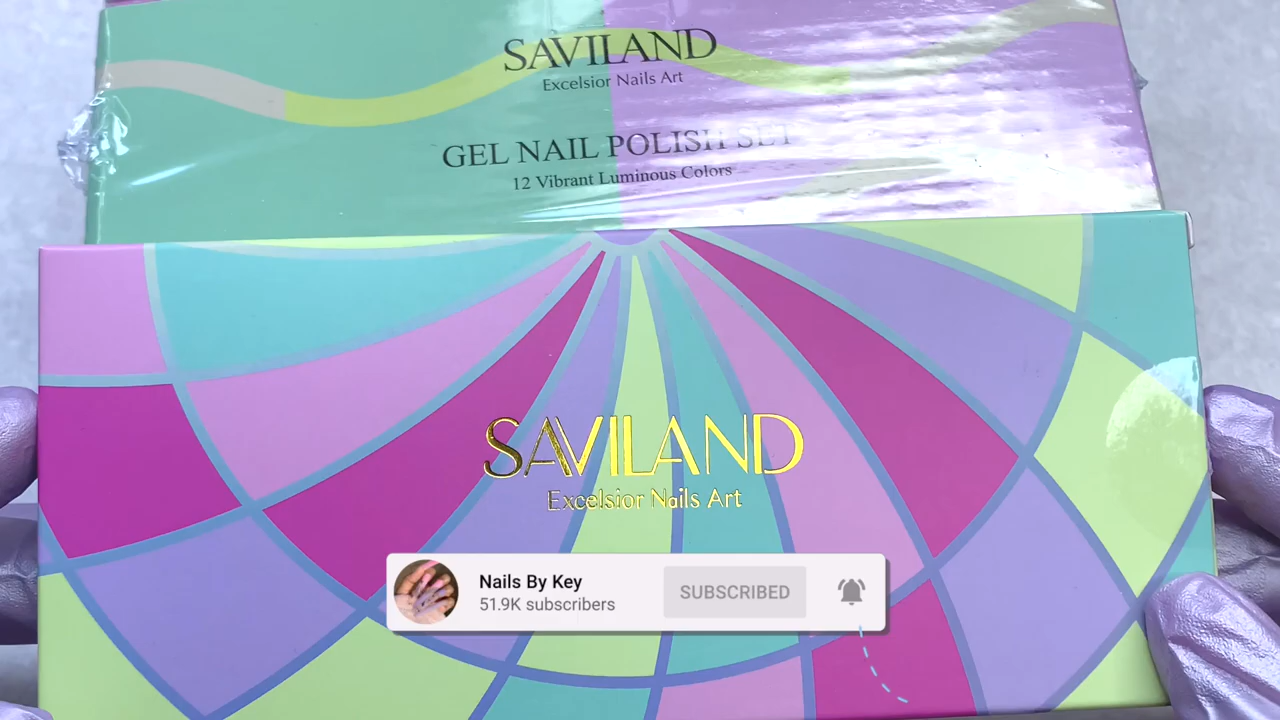 SAVILAND
Excelsior Nails Art
GEL NAIL POLISH SET
12 Vibrant Luminous Colors
SAVILAND
Excelsior Nails Art
Nails By Key
51.9K subscribers
SUBSCRIBED